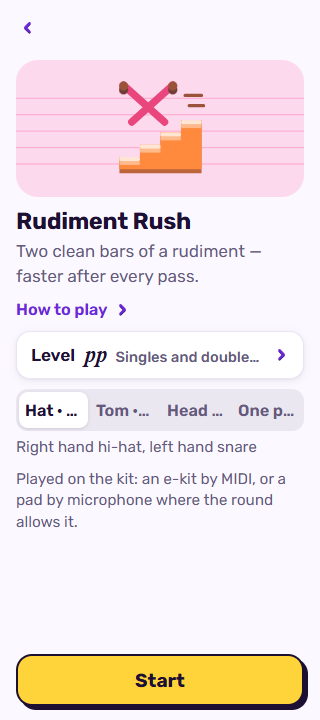 Rudiment Rush
Two clean bars of a rudiment —
faster after every pass.
How to play
Level pp Singles and double…
Hat • … Tom •… Head … One p…
Right hand hi-hat, left hand snare
Played on the kit: an e-kit by MIDI, or a
pad by microphone where the round
allows it.
Start